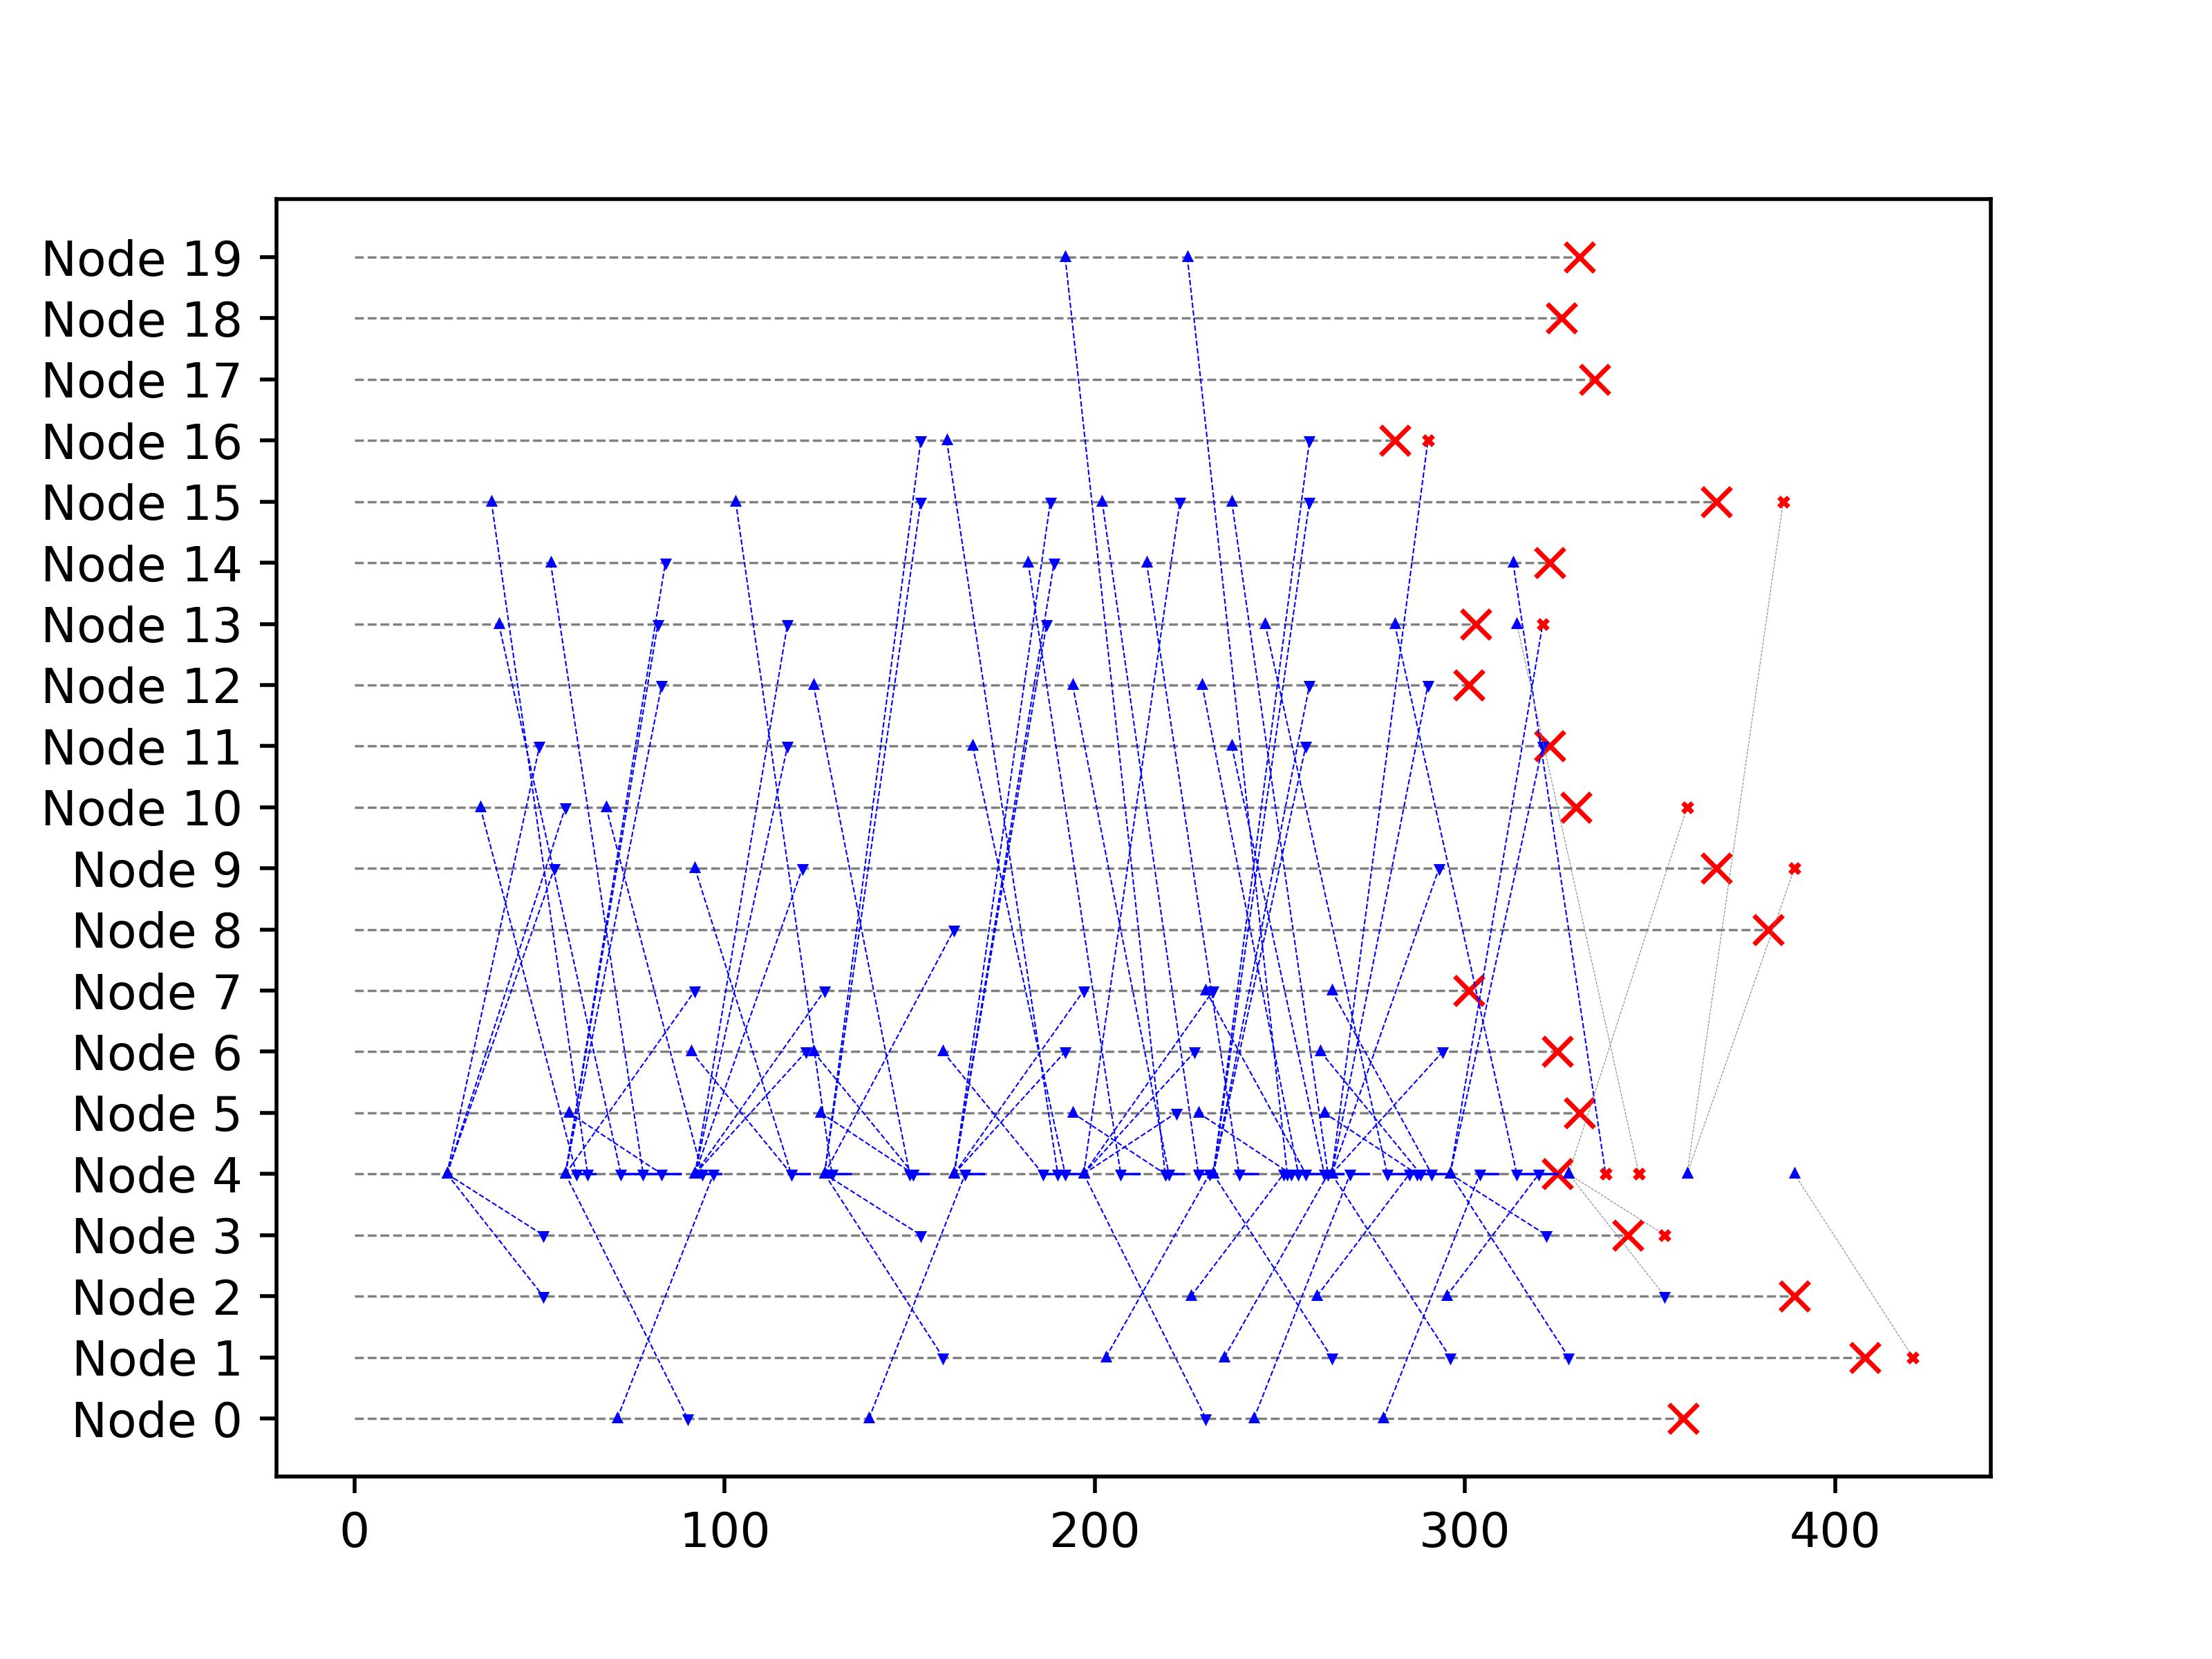 Node 19
Node 18
Node 17
Node 16
Node 15
Node 14
Node 13
Node 12
Node 11
Node 10
Node 9
Node 8
Node 7
Node 6
Node 5
Node 4
Node 3
Node 2
Node 1
Node 0
0 100 200 300 400